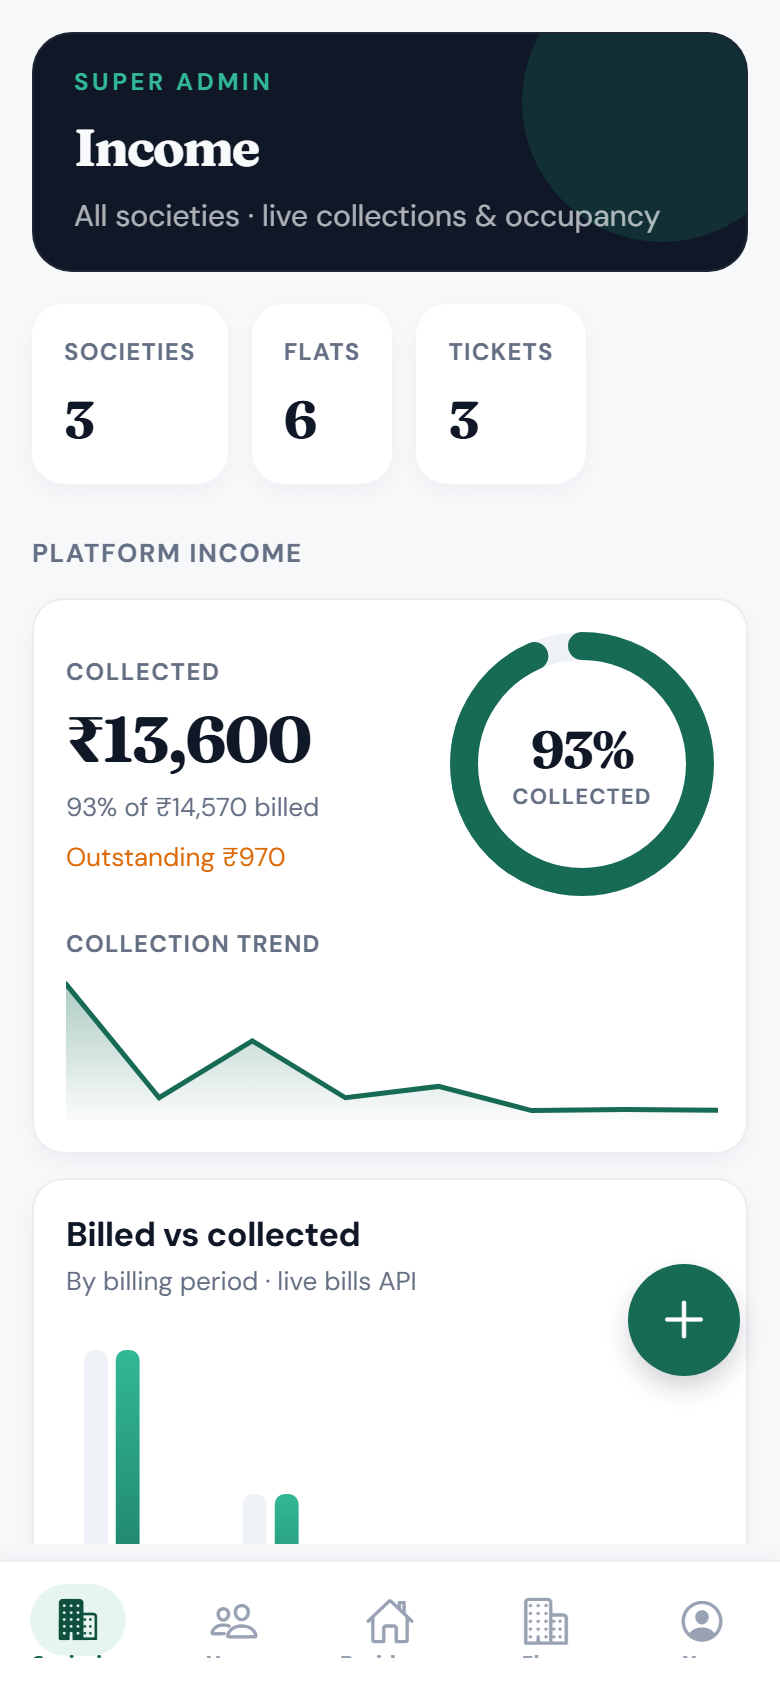 SUPER ADMIN
Income
All societies · live collections & occupancy
SOCIETIES
FLATS
TICKETS
3
6
3
PLATFORM INCOME
COLLECTED
₹13,600
93% of ₹14,570 billed
Outstanding ₹970
93%
COLLECTED
COLLECTION TREND
Billed vs collected
By billing period · live bills API